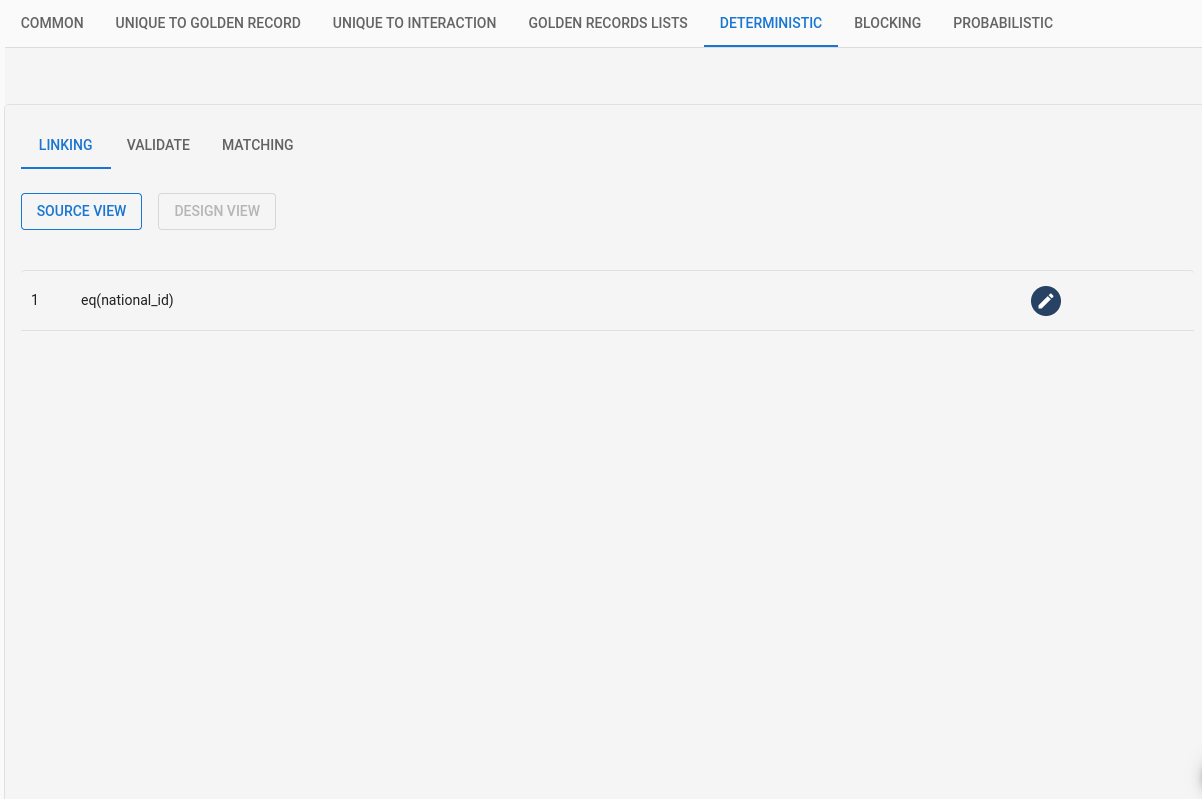 COMMON UNIQUE TO GOLDEN RECORD UNIQUE TO INTERACTION GOLDEN RECORDS LISTS DETERMINISTIC BLOCKING PROBABILISTIC
LINKING VALIDATE MATCHING
SOURCE VIEW DESIGN VIEW
1 eq(national_id)